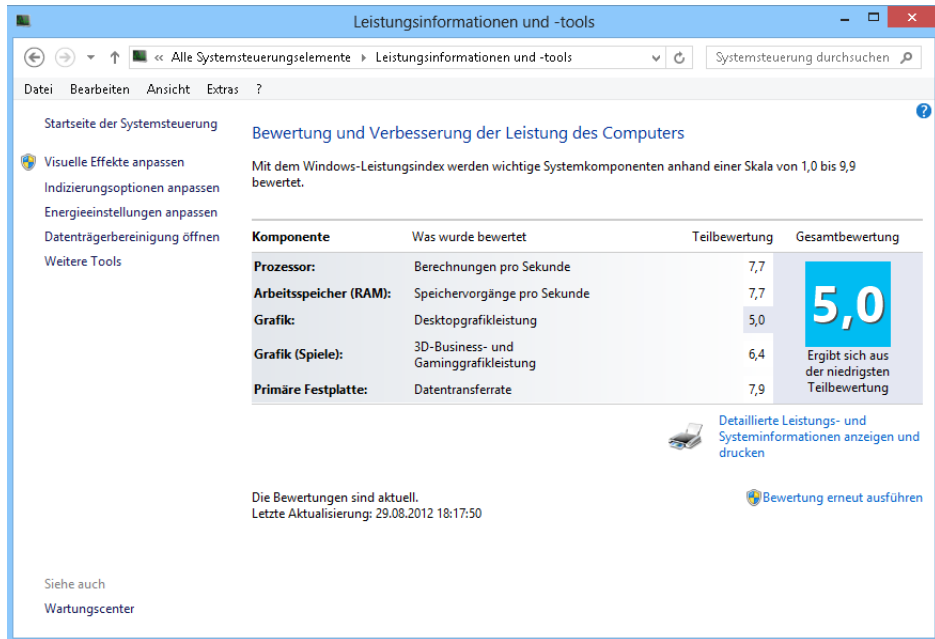 Leistungsinformationen und -tools
« Alle Systemsteuerungselemente Leistungsinformationen und -tools Systemsteuerung durchsuchen
Datei Bearbeiten Ansicht Extras ?
Startseite der Systemsteuerung
Visuelle Effekte anpassen
Indizierungsoptionen anpassen
Energieeinstellungen anpassen
Datenträgerbereinigung öffnen
Weitere Tools
Bewertung und Verbesserung der Leistung des Computers
Mit dem Windows-Leistungsindex werden wichtige Systemkomponenten anhand einer Skala von 1,0 bis 9,9
bewertet.
Komponente Was wurde bewertet Teilbewertung Gesamtbewertung
Prozessor: Berechnungen pro Sekunde 7,7
Arbeitsspeicher (RAM): Speichervorgänge pro Sekunde 7,7
Grafik: Desktopgrafikleistung 5,0
Grafik (Spiele): 3D-Business- und
Gaminggrafikleistung 6,4
Primäre Festplatte: Datentransferrate 7,9
5,0
Ergibt sich aus
der niedrigsten
Teilbewertung
Detaillierte Leistungs- und
Systeminformationen anzeigen und
drucken
Die Bewertungen sind aktuell.
Letzte Aktualisierung: 29.08.2012 18:17:50
Bewertung erneut ausführen
Siehe auch
Wartungscenter